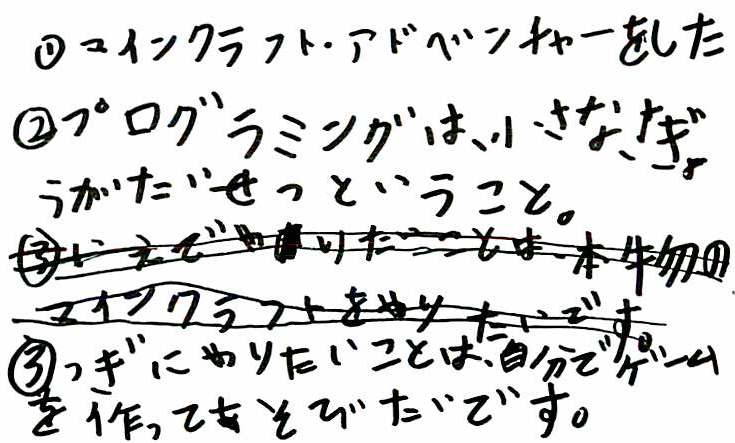 ①マインクラフト・アドベンチャーをした
②プログラミングは、小さなさぎょ
うがたいせつということ。
③いえでやりたいことは、本物の
マインクラフトをやりたいです。
③つぎにやりたいことは、自分でゲーム
を作ってあそびたいです。